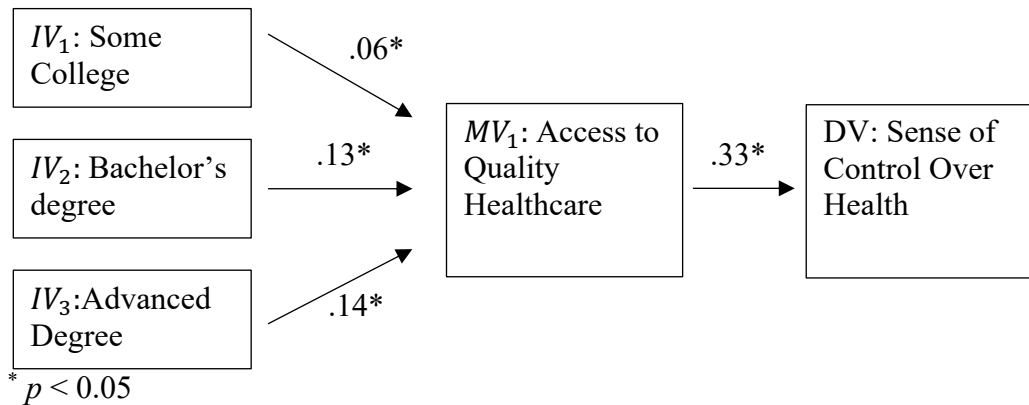 IV₁: Some
College
.06*
IV₂: Bachelor’s
degree
.13*
IV₃:Advanced
Degree
.14*
MV₁: Access to
Quality
Healthcare
.33*
DV: Sense of
Control Over
Health
* p < 0.05